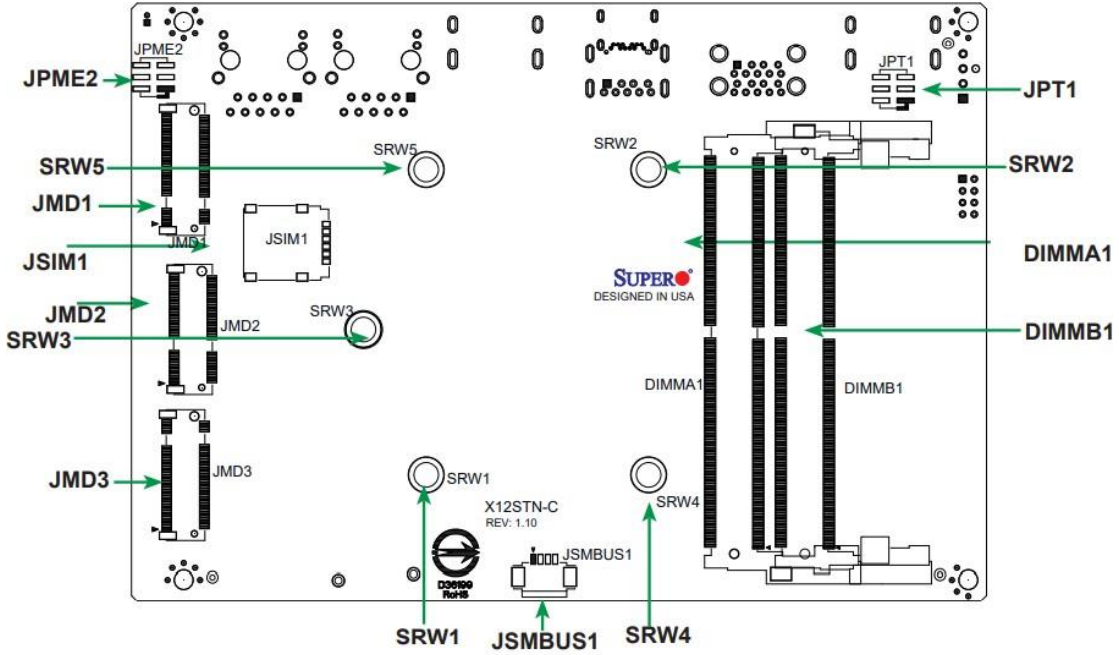 JPME2
JPT1
JPME2
JPT1
SRW5
SRW2
SRW5
SRW2
JMD1
JMD1
JSIM1
JSIM1
DIMMA1
SUPER
DESIGNED IN USA
JMD2
SRW3
JMD2
SRW3
DIMMB1
DIMMA1
DIMMB1
JMD3
JMD3
SRW1
SRW4
X12STN-C
REV: 1.10
JSMBUS1
D36199
RoHS
SRW1
JSMBUS1
SRW4